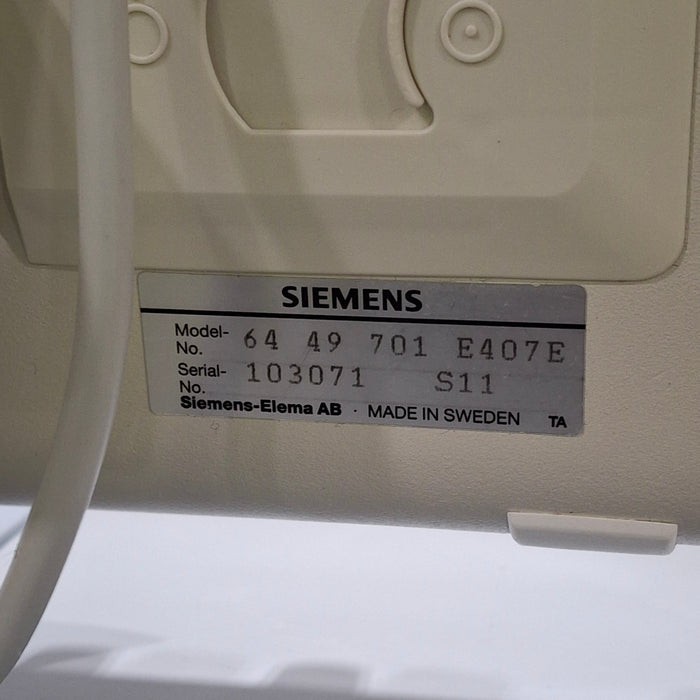 SIEMENS
Model-No. 64 49 701 E407E
Serial-No. 103071 S11
Siemens-Elema AB · MADE IN SWEDEN TA